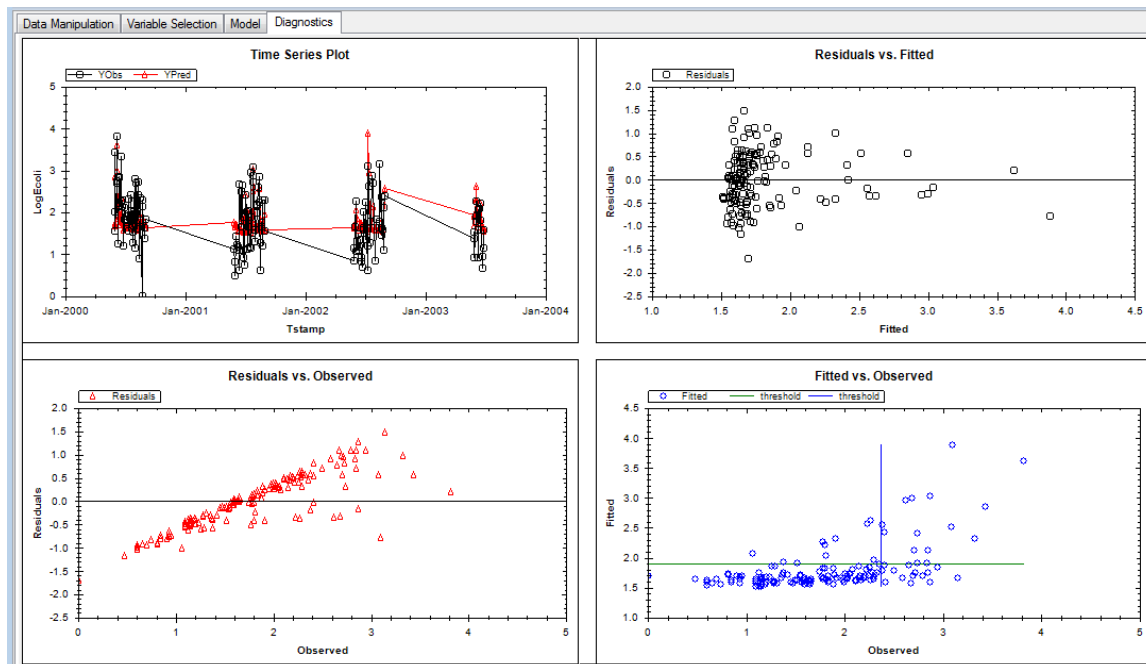 Data Manipulation Variable Selection Model Diagnostics
Time Series Plot
YObs YPred
5
4
3
2
1
0
LogEcoli
Jan-2000 Jan-2001 Jan-2002 Jan-2003 Jan-2004
Tstamp
Residuals vs. Fitted
Residuals
2.0
1.5
1.0
0.5
0.0
-0.5
-1.0
-1.5
-2.0
-2.5
Residuals
1.0 1.5 2.0 2.5 3.0 3.5 4.0 4.5
Fitted
Residuals vs. Observed
Residuals
2.0
1.5
1.0
0.5
0.0
-0.5
-1.0
-1.5
-2.0
-2.5
Residuals
0 1 2 3 4 5
Observed
Fitted vs. Observed
Fitted threshold threshold
4.5
4.0
3.5
3.0
2.5
2.0
1.5
1.0
Fitted
0 1 2 3 4 5
Observed